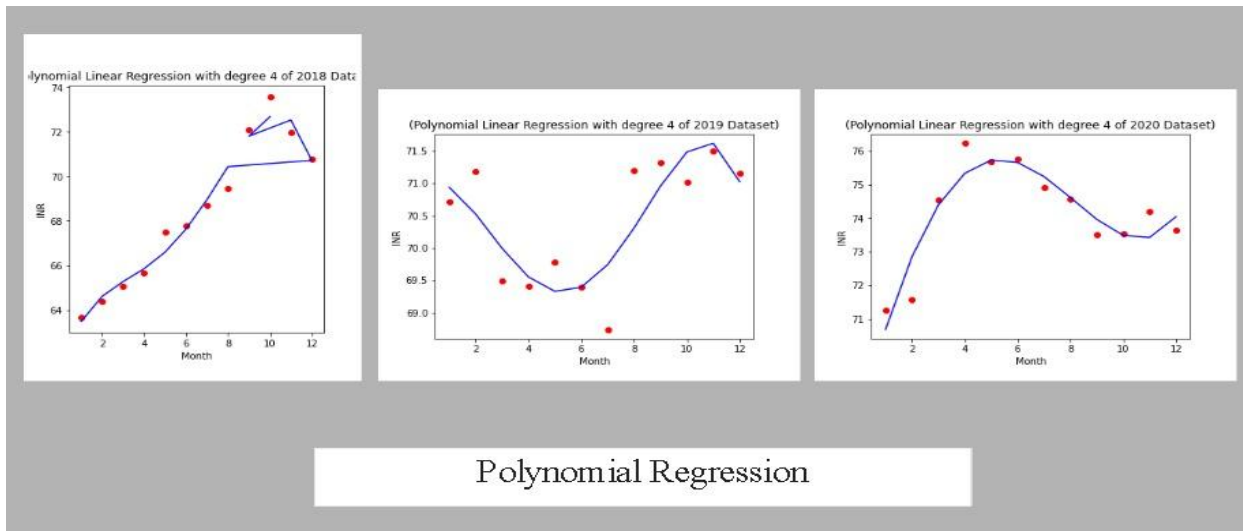 olynomial Linear Regression with degree 4 of 2018 Data
74
72
70
68
66
64
INR
2 4 6 8 10 12
Month
(Polynomial Linear Regression with degree 4 of 2019 Dataset)
71.5
71.0
70.5
70.0
69.5
69.0
INR
2 4 6 8 10 12
Month
(Polynomial Linear Regression with degree 4 of 2020 Dataset)
76
75
74
73
72
71
INR
2 4 6 8 10 12
Month
Polynomial Regression